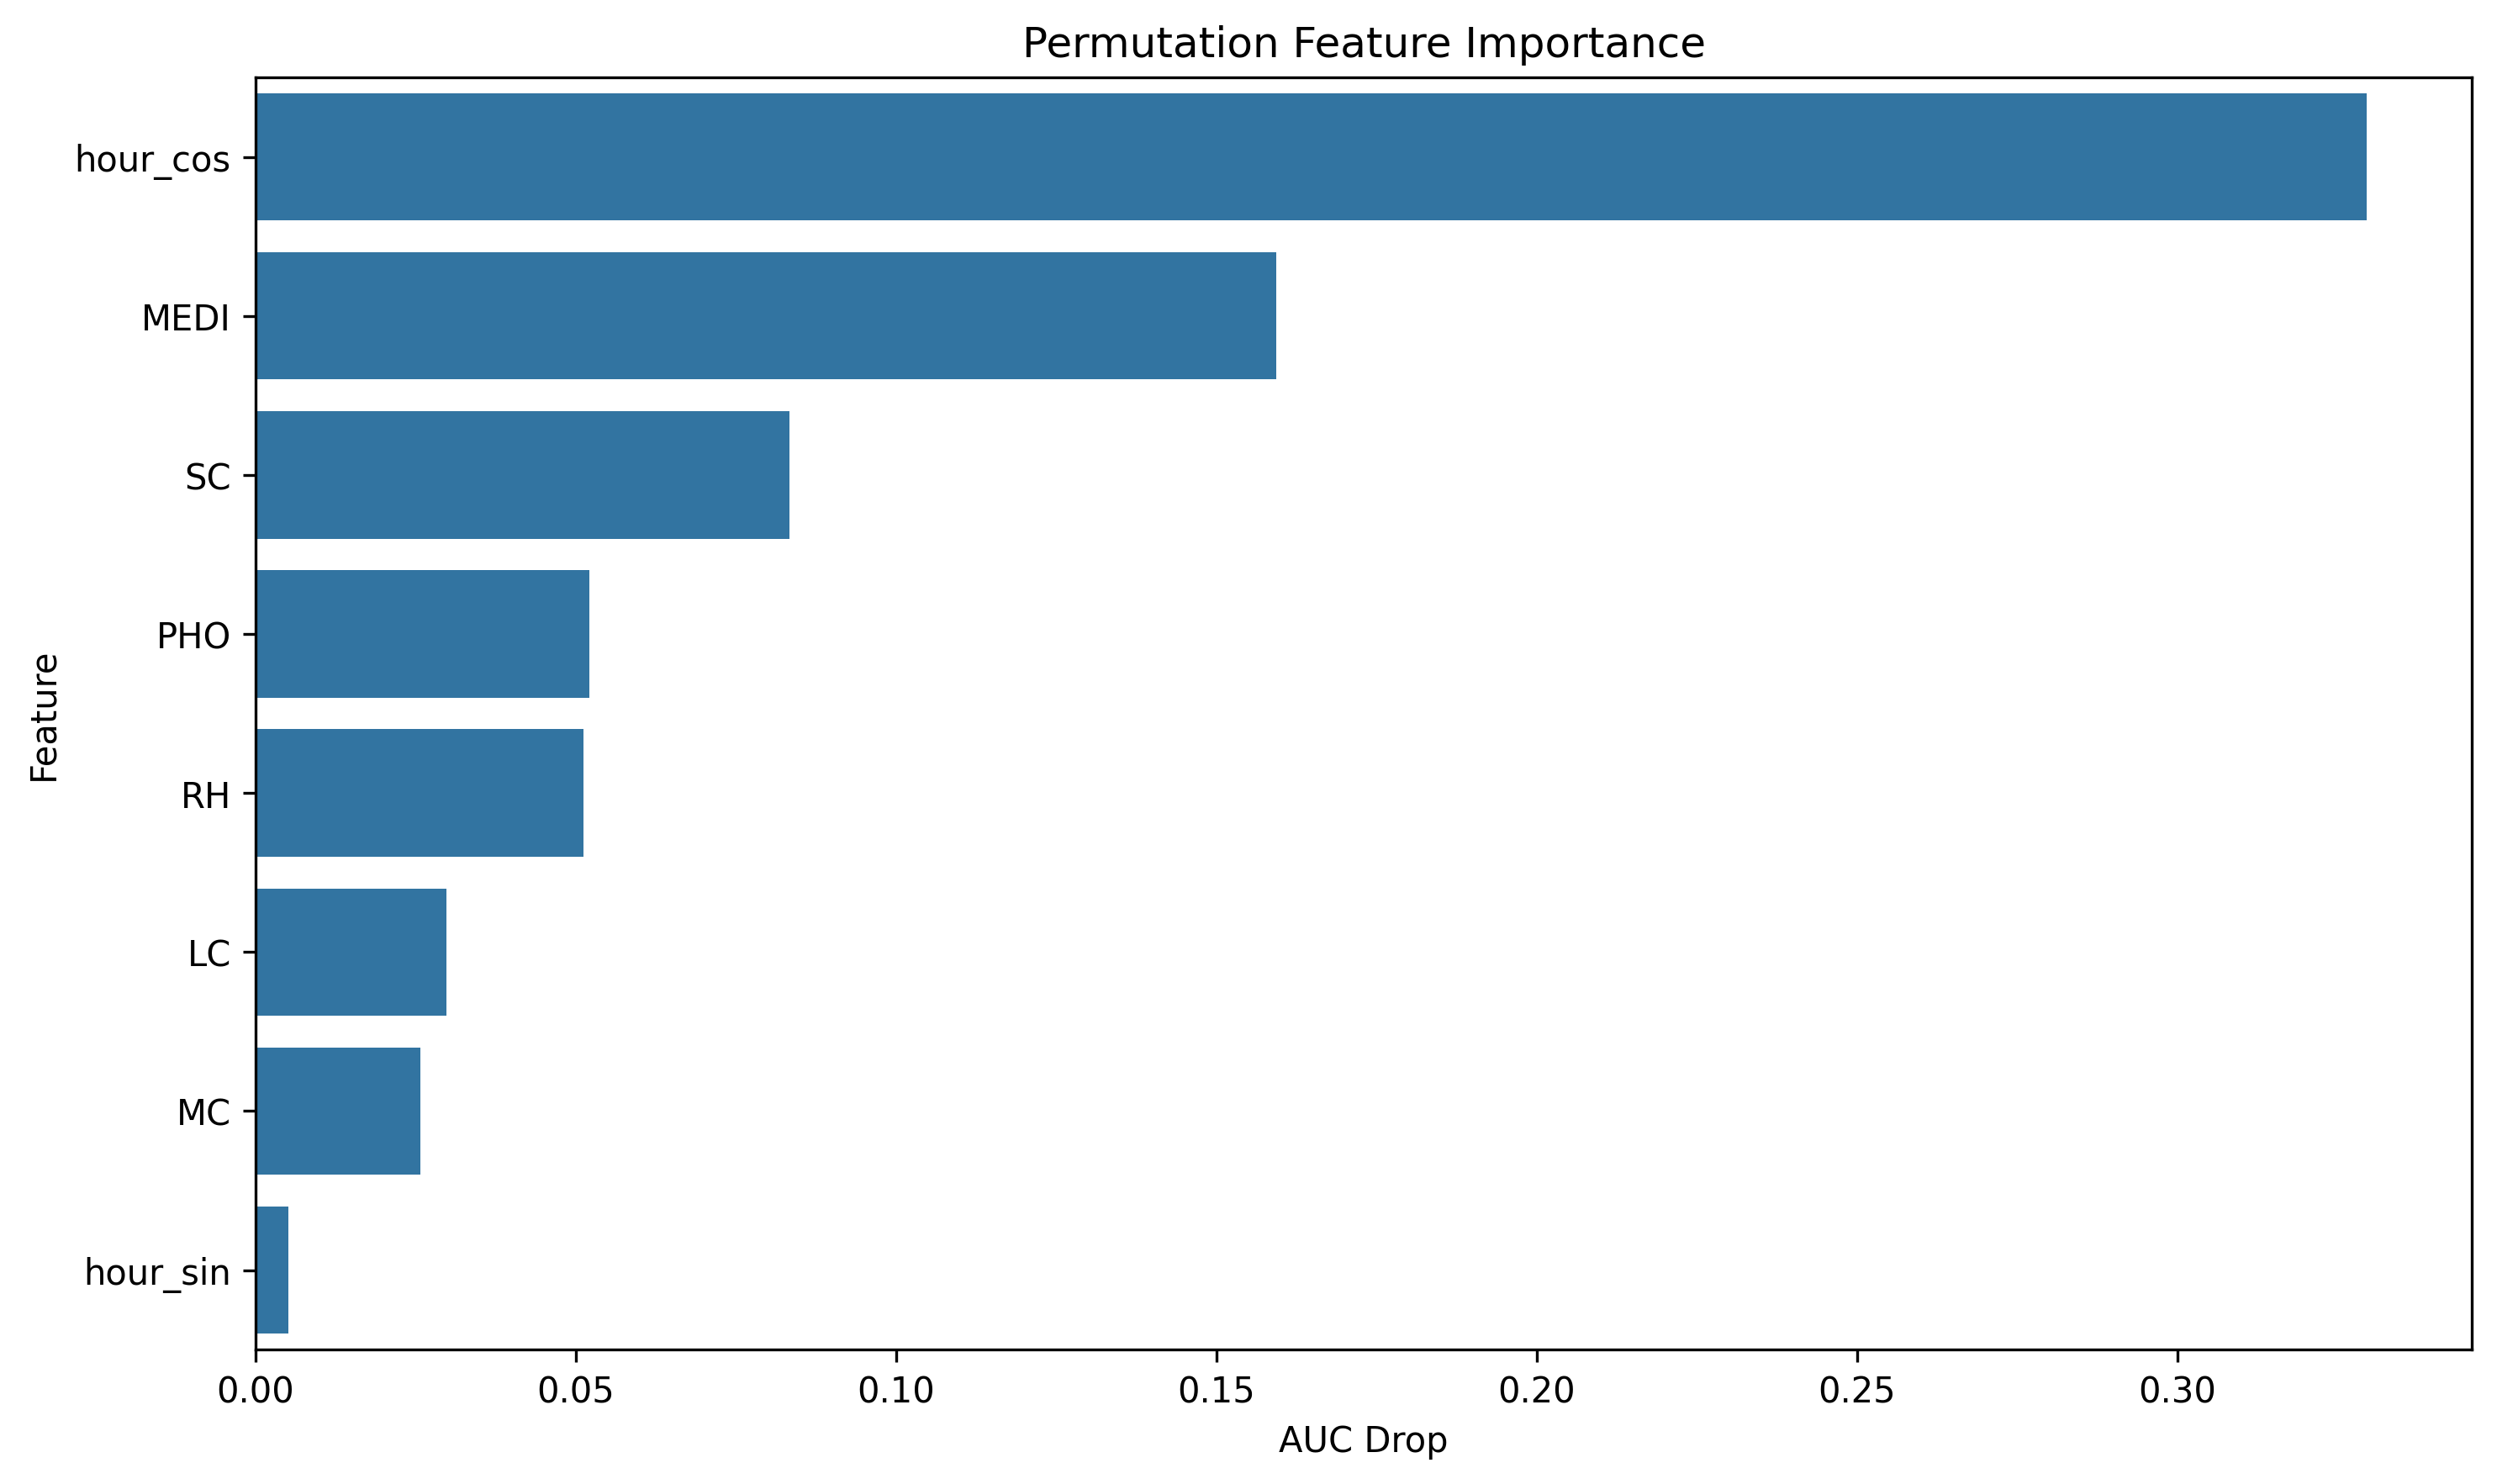 Permutation Feature Importance
hour_cos
MEDI
SC
PHO
RH
LC
MC
hour_sin
Feature
0.00 0.05 0.10 0.15 0.20 0.25 0.30
AUC Drop